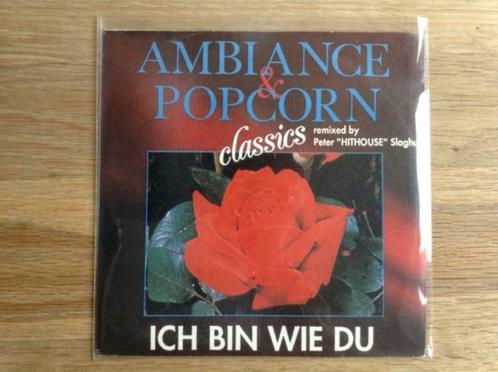 AMBIANCE
&
POPCORN
classics
remixed by
Peter "HITHOUSE" Slaghu
ICH BIN WIE DU